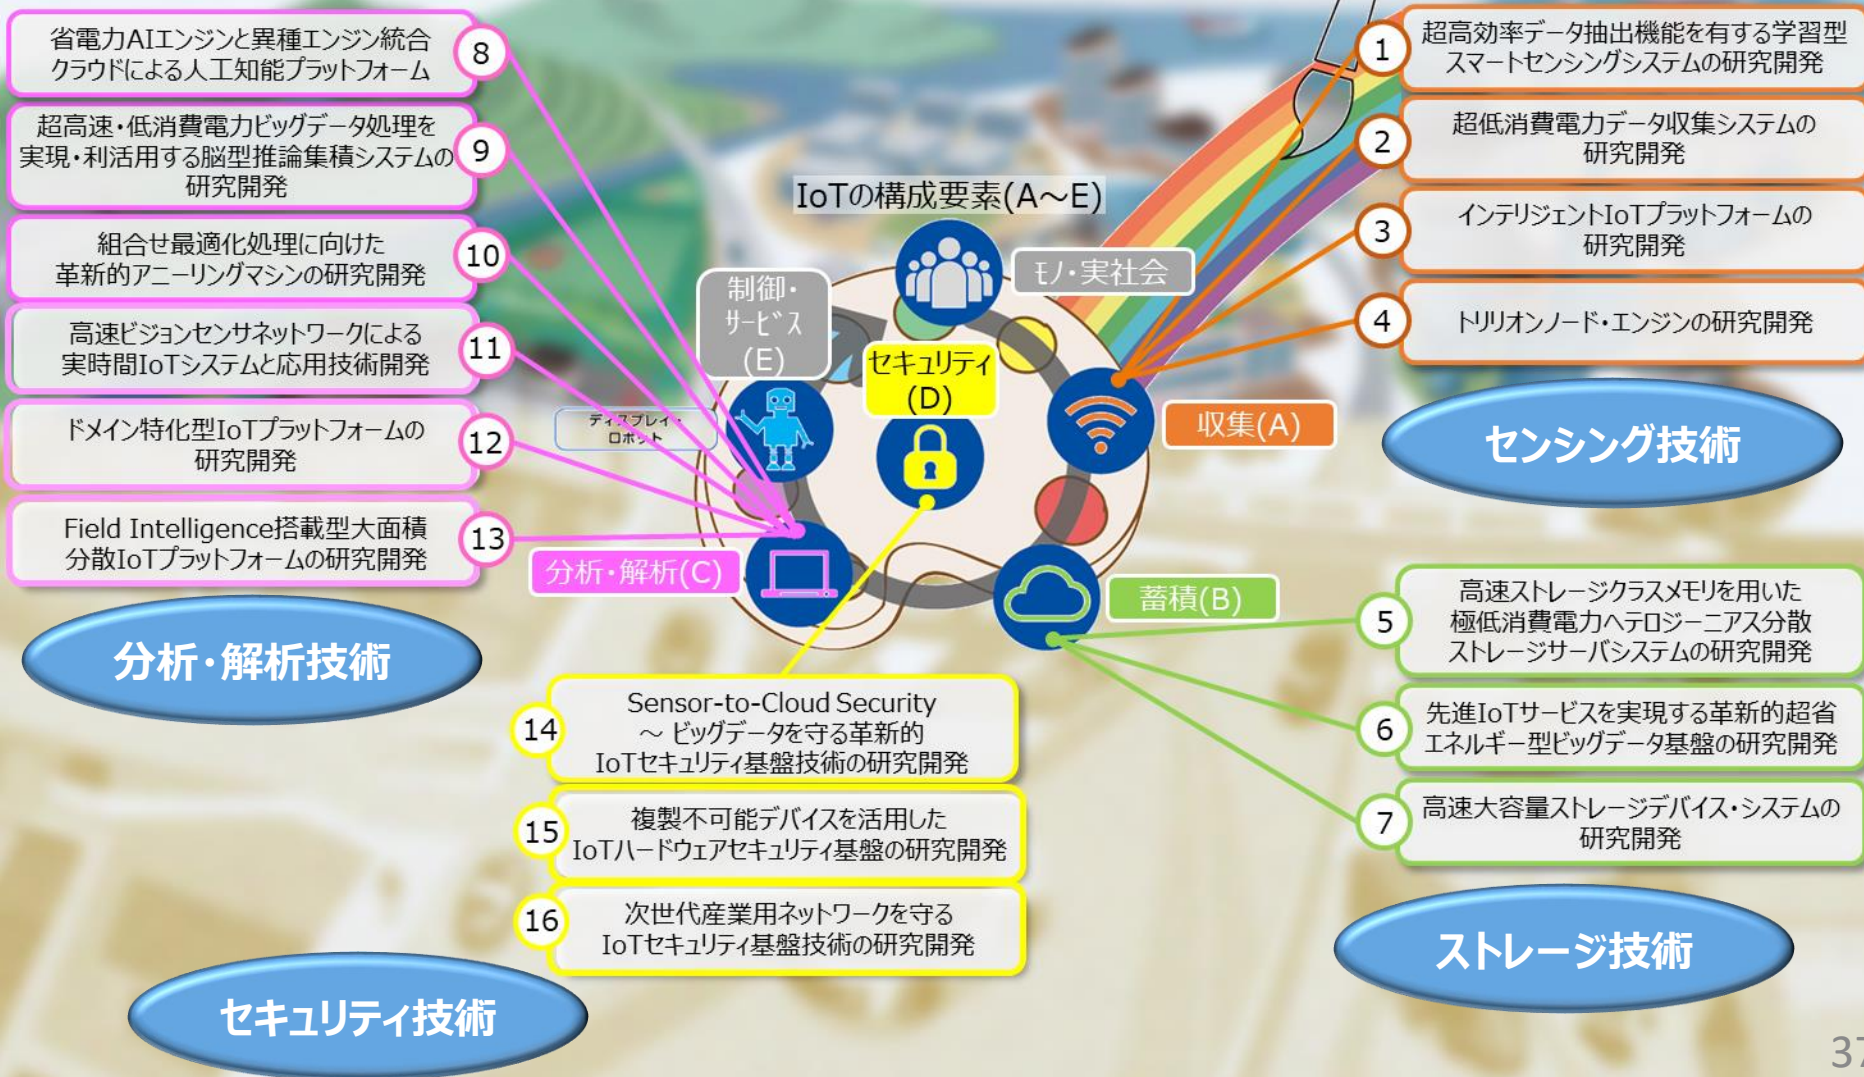 8
省電力AIエンジンと異種エンジン統合
クラウドによる人工知能プラットフォーム
9
超高速・低消費電力ビッグデータ処理を
実現・利活用する脳型推論集積システムの
研究開発
10
組合せ最適化処理に向けた
革新的アニーリングマシンの研究開発
11
高速ビジョンセンサネットワークによる
実時間IoTシステムと応用技術開発
12
ドメイン特化型IoTプラットフォームの
研究開発
13
Field Intelligence搭載型大面積
分散IoTプラットフォームの研究開発
分析・解析技術
IoTの構成要素(A～E)
モノ・実社会
制御・
サービス
(E)
セキュリティ
(D)
ディスプレイ・
ロボット
収集(A)
分析・解析(C)
蓄積(B)
1
超高効率データ抽出機能を有する学習型
スマートセンシングシステムの研究開発
2
超低消費電力データ収集システムの
研究開発
3
インテリジェントIoTプラットフォームの
研究開発
4
トリリオンノード・エンジンの研究開発
センシング技術
5
高速ストレージクラスメモリを用いた
極低消費電力ヘテロジーニアス分散
ストレージサーバシステムの研究開発
6
先進IoTサービスを実現する革新的超省
エネルギー型ビッグデータ基盤の研究開発
7
高速大容量ストレージデバイス・システムの
研究開発
ストレージ技術
14
Sensor-to-Cloud Security
～ ビッグデータを守る革新的
IoTセキュリティ基盤技術の研究開発
15
複製不可能デバイスを活用した
IoTハードウェアセキュリティ基盤の研究開発
16
次世代産業用ネットワークを守る
IoTセキュリティ基盤技術の研究開発
セキュリティ技術
37